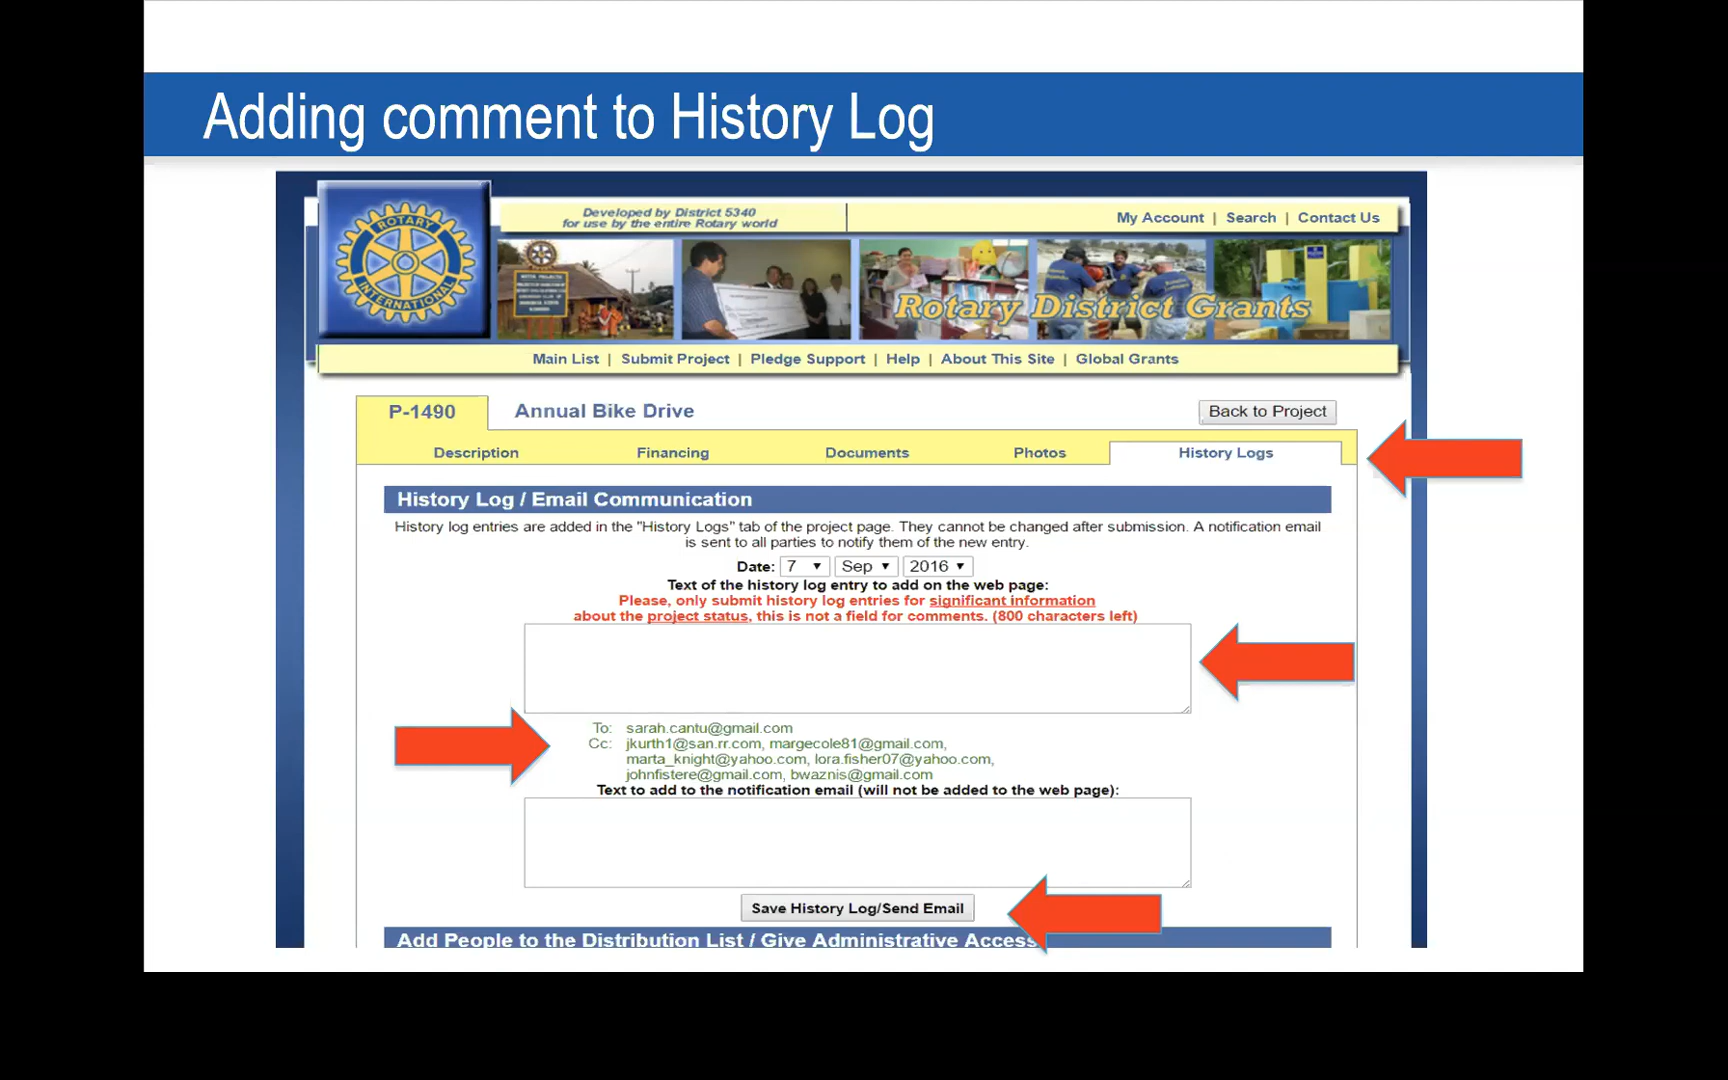 Adding comment to History Log
Developed by District 5340
for use by the entire Rotary world
My Account | Search | Contact Us
ROTARY
INTERNATIONAL
Rotary District Grants
Main List | Submit Project | Pledge Support | Help | About This Site | Global Grants
P-1490
Annual Bike Drive
Back to Project
Description
Financing
Documents
Photos
History Logs
History Log / Email Communication
History log entries are added in the "History Logs" tab of the project page. They cannot be changed after submission. A notification email
is sent to all parties to notify them of the new entry.
Date: 7 Sep 2016
Text of the history log entry to add on the web page:
Please, only submit history log entries for significant information
about the project status, this is not a field for comments. (800 characters left)
To: sarah.cantu@gmail.com
Cc: jkurth1@san.rr.com, margecole81@gmail.com,
marta_knight@yahoo.com, lora.fisher07@yahoo.com,
johnfistere@gmail.com, bwaznis@gmail.com
Text to add to the notification email (will not be added to the web page):
Save History Log/Send Email
Add People to the Distribution List / Give Administrative Access